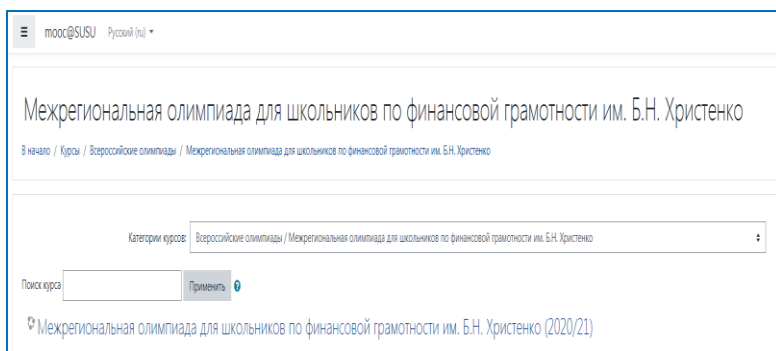 mooc@SUSU Русский (ru)
Межрегиональная олимпиада для школьников по финансовой грамотности им. Б.Н. Христенко
В начало / Курсы / Всероссийские олимпиады / Межрегиональная олимпиада для школьников по финансовой грамотности им. Б.Н. Христенко
Категории курсов: Всероссийские олимпиады / Межрегиональная олимпиада для школьников по финансовой грамотности им. Б.Н. Христенко
Поиск курса Применить
Межрегиональная олимпиада для школьников по финансовой грамотности им. Б.Н. Христенко (2020/21)